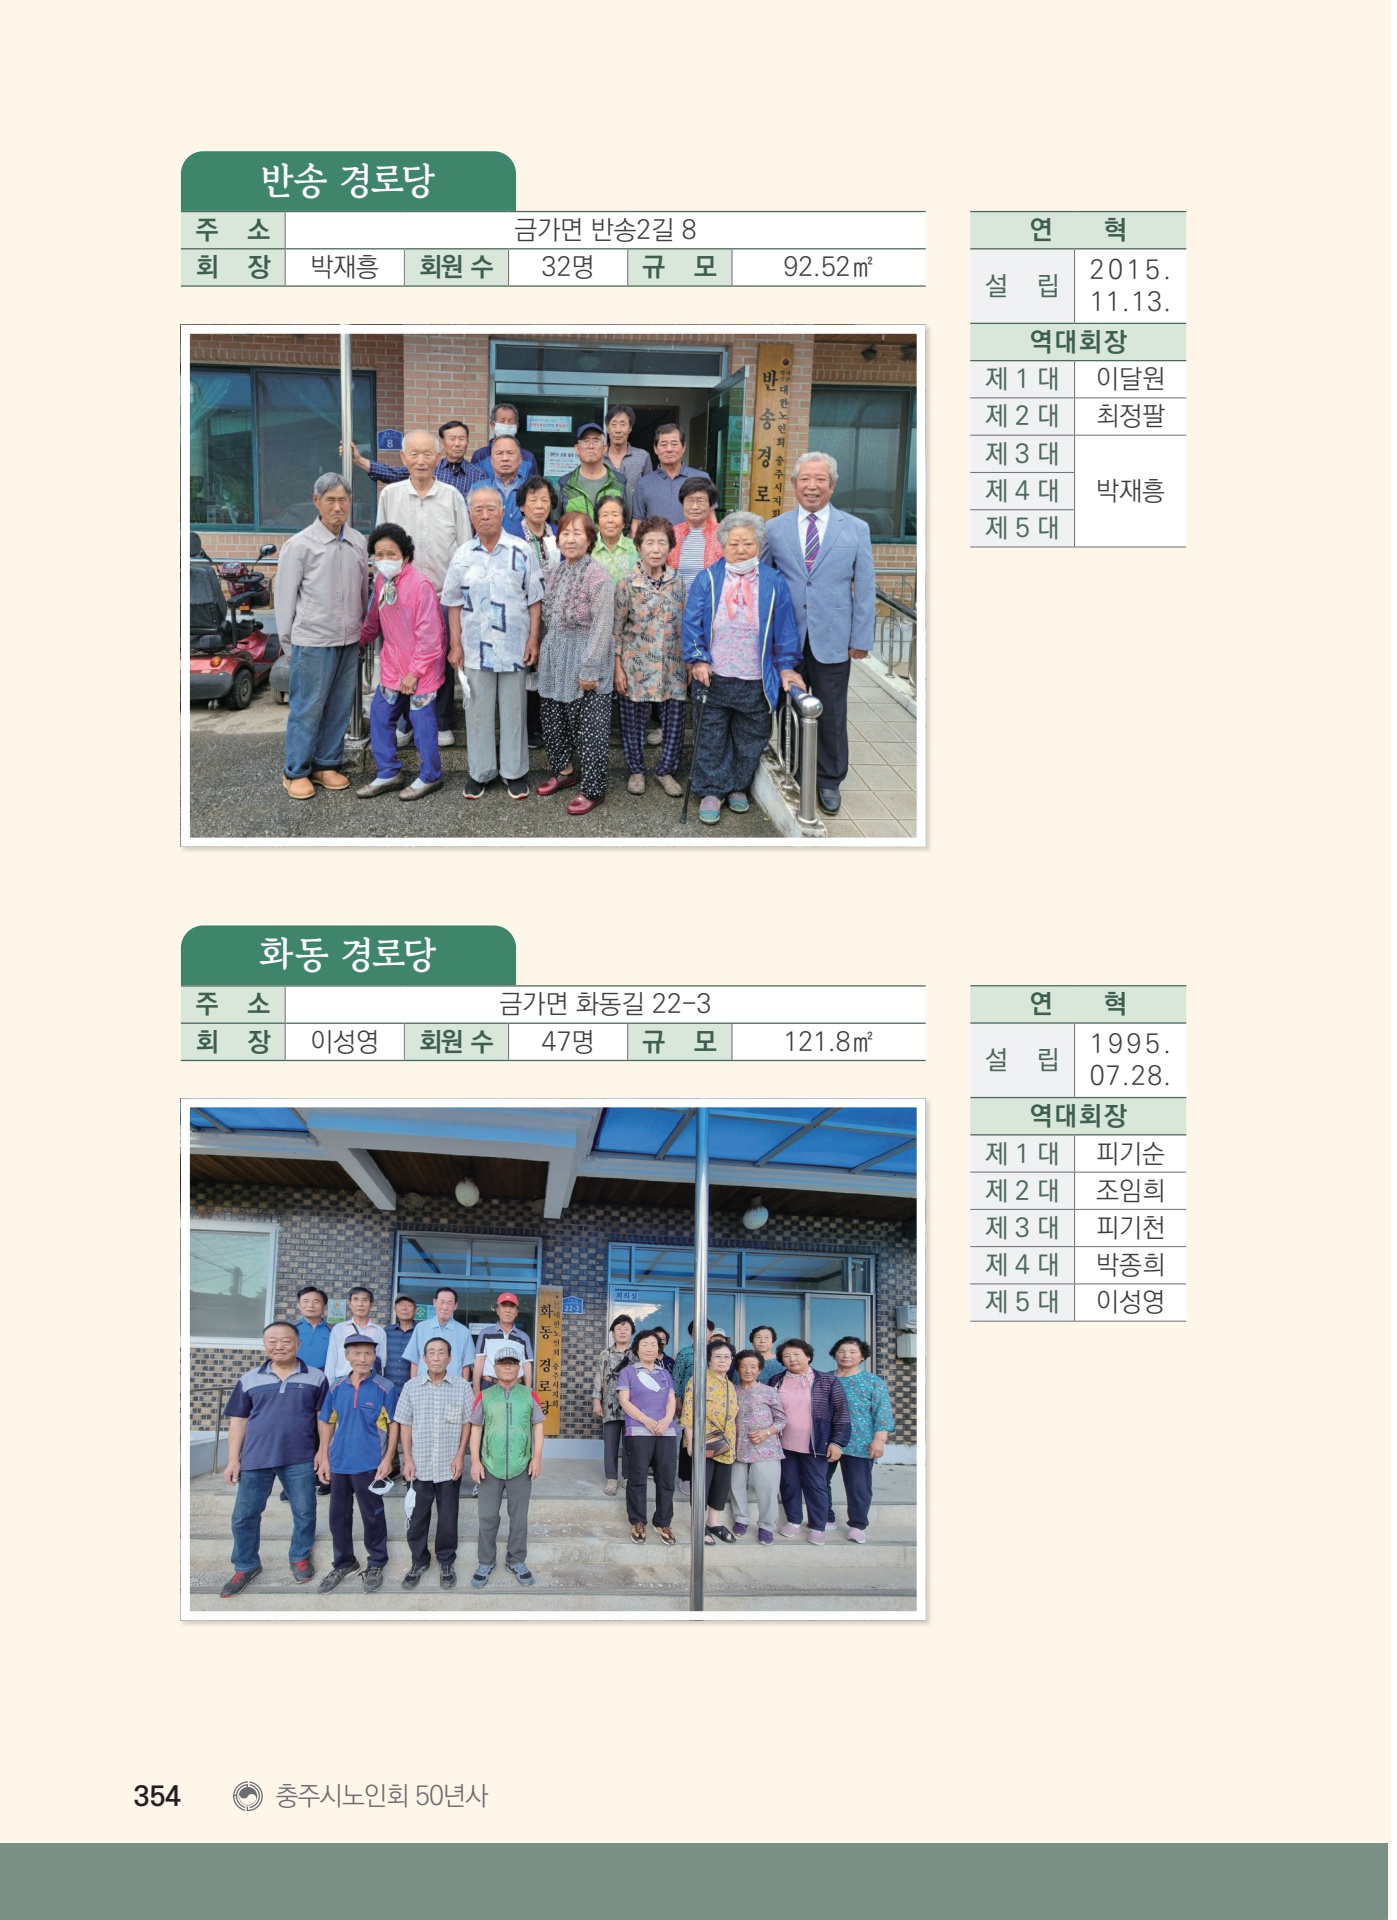 반송 경로당
주 소 금가면 반송2길 8
회 장 박재흥 회원 수 32명 규 모 92.52㎡
연 혁
설 립 2015.
11.13.
역대회장
제 1 대 이달원
제 2 대 최정팔
제 3 대
제 4 대 박재흥
제 5 대
대한노인회 충주시지회
반송경로
8
화동 경로당
주 소 금가면 화동길 22-3
회 장 이성영 회원 수 47명 규 모 121.8㎡
연 혁
설 립 1995.
07.28.
역대회장
제 1 대 피기순
제 2 대 조임희
제 3 대 피기천
제 4 대 박종희
제 5 대 이성영
대한노인회 충주시지회
화동경로당
22-3
회의실
354 충주시노인회 50년사